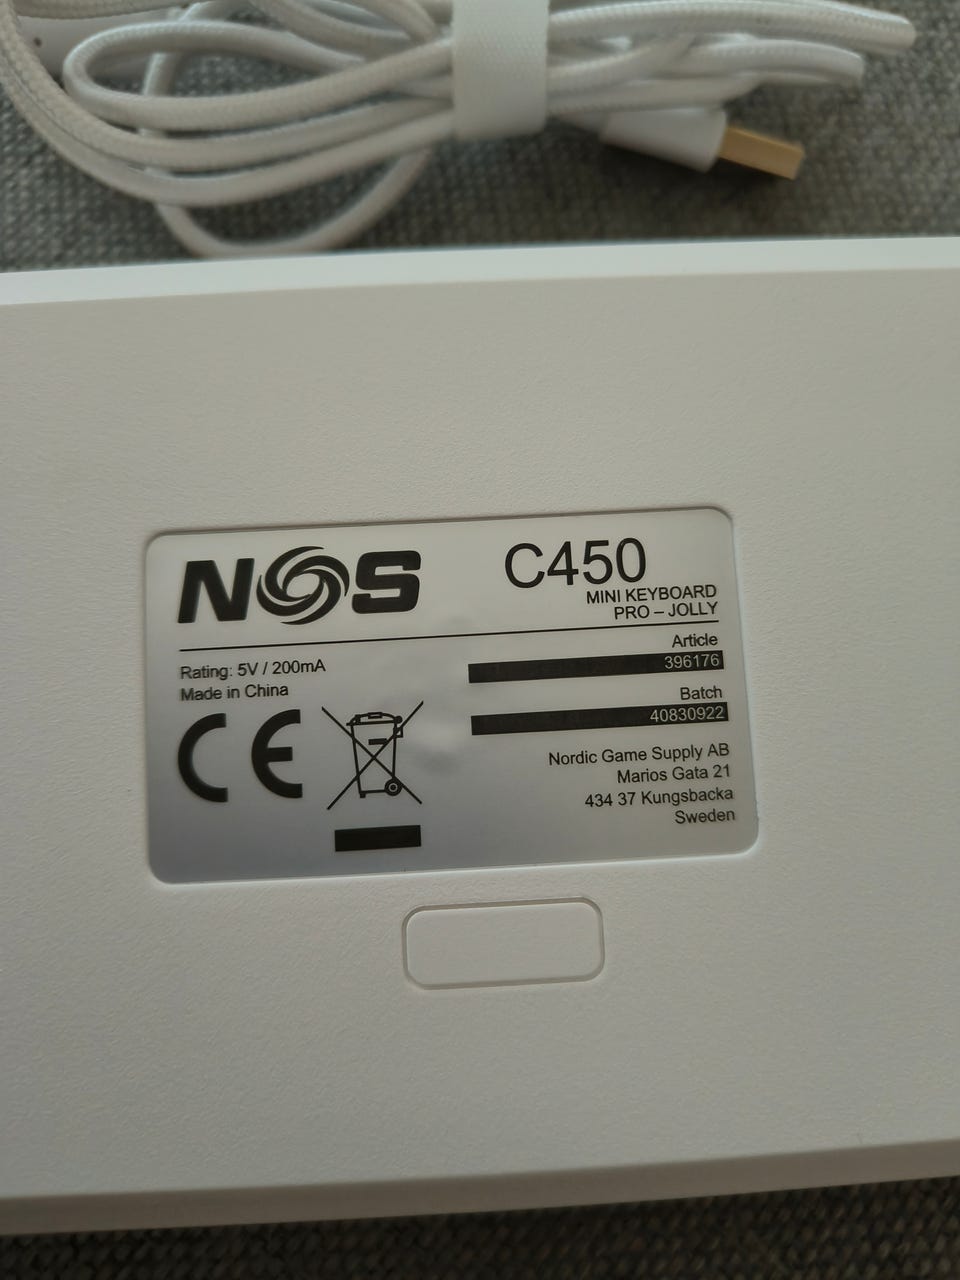 NOS
C450
MINI KEYBOARD
PRO – JOLLY
Rating: 5V / 200mA
Made in China
CE
Article
396176
Batch
40830922
Nordic Game Supply AB
Marios Gata 21
434 37 Kungsbacka
Sweden